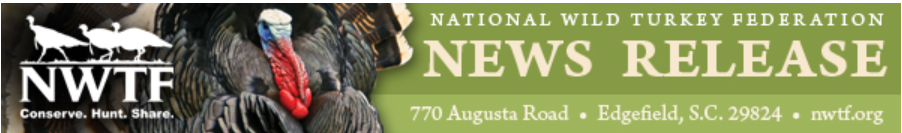 NWTF
Conserve. Hunt. Share.
NATIONAL WILD TURKEY FEDERATION
NEWS RELEASE
770 Augusta Road • Edgefield, S.C. 29824 • nwtf.org